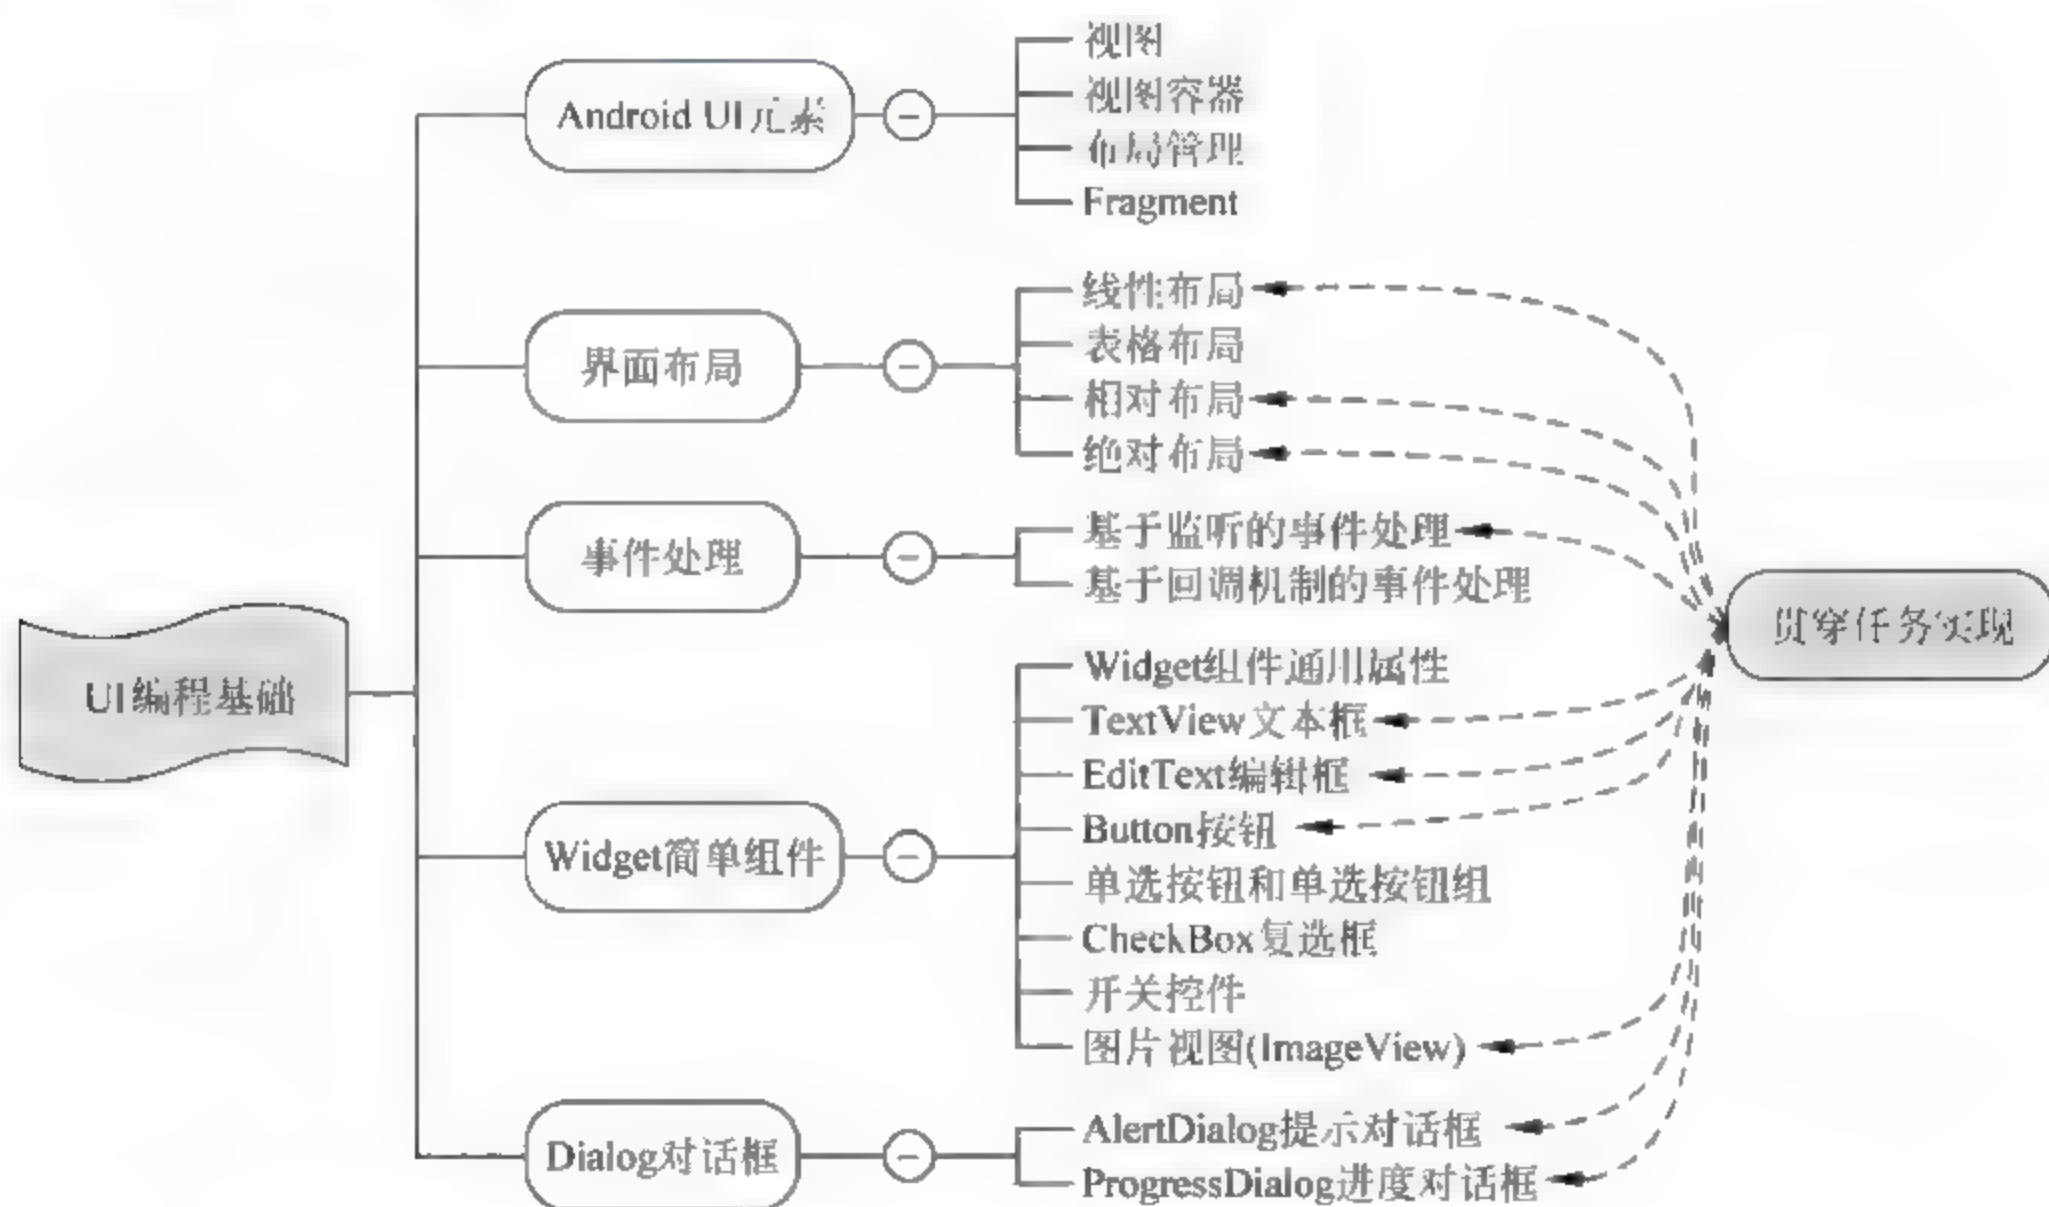 UI编程基础
Android UI元素
视图
视图容器
布局管理
Fragment
界面布局
线性布局
表格布局
相对布局
绝对布局
事件处理
基于监听的事件处理
基于回调机制的事件处理
Widget简单组件
Widget组件通用属性
TextView文本框
EditText编辑框
Button按钮
单选按钮和单选按钮组
CheckBox复选框
开关控件
图片视图(ImageView)
Dialog对话框
AlertDialog提示对话框
ProgressDialog进度对话框
贯穿任务实现